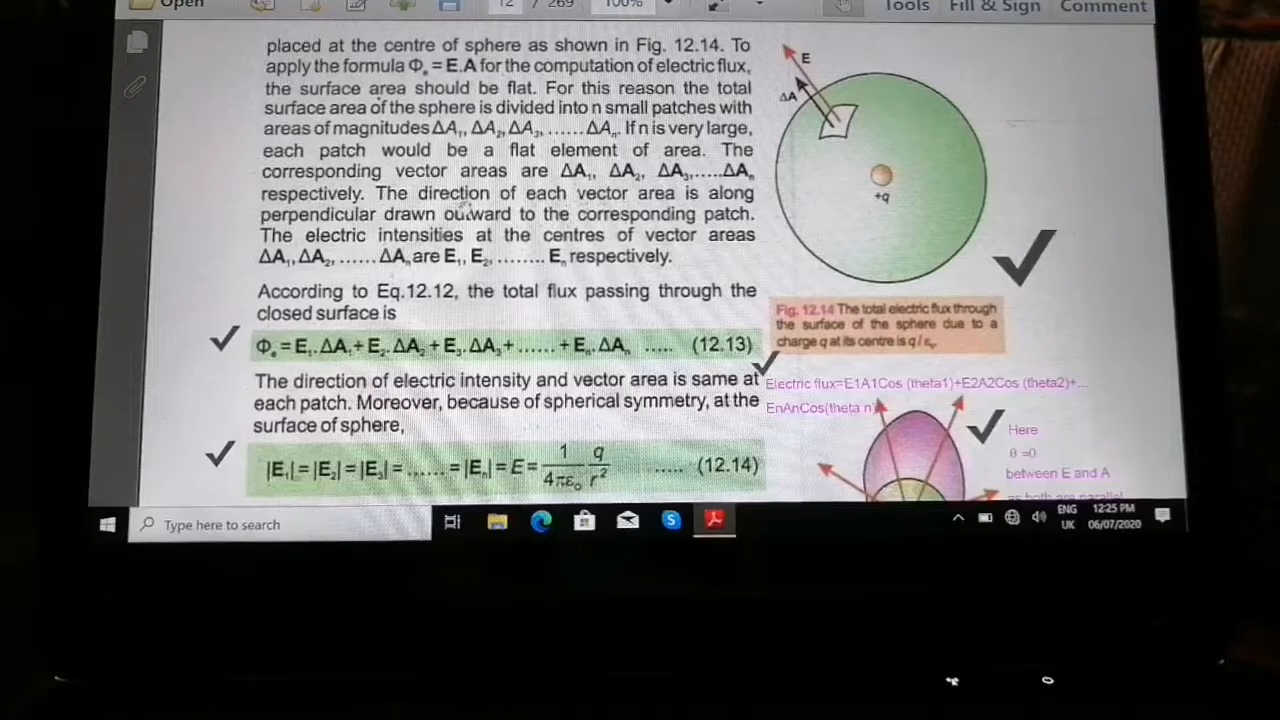 Open
12 / 269
100%
Tools
Fill & Sign
Comment
placed at the centre of sphere as shown in Fig. 12.14. To
apply the formula Φe = E.A for the computation of electric flux,
the surface area should be flat. For this reason the total
surface area of the sphere is divided into n small patches with
areas of magnitudes ΔA1, ΔA2, ΔA3, ...... ΔAn. If n is very large,
each patch would be a flat element of area. The
corresponding vector areas are ΔA1, ΔA2, ΔA3,.....ΔAn
respectively. The direction of each vector area is along
perpendicular drawn outward to the corresponding patch.
The electric intensities at the centres of vector areas
ΔA1, ΔA2, ...... ΔAn are E1, E2, ........ En respectively.
According to Eq.12.12, the total flux passing through the
closed surface is
Φe = E1. ΔA1 + E2. ΔA2 + E3. ΔA3 + ...... + En. ΔAn ..... (12.13)
The direction of electric intensity and vector area is same at
each patch. Moreover, because of spherical symmetry, at the
surface of sphere,
|E1| = |E2| = |E3| = ...... = |En| = E = 1/4πε0 q/r² ..... (12.14)
E
ΔA
+q
Fig. 12.14 The total electric flux through
the surface of the sphere due to a
charge q at its centre is q / ε0.
Electric flux=E1A1Cos (theta1)+E2A2Cos (theta2)+...
EnAnCos(theta n)
Here
θ =0
between E and A
as both are parallel
Type here to search
ENG
UK
12:25 PM
06/07/2020